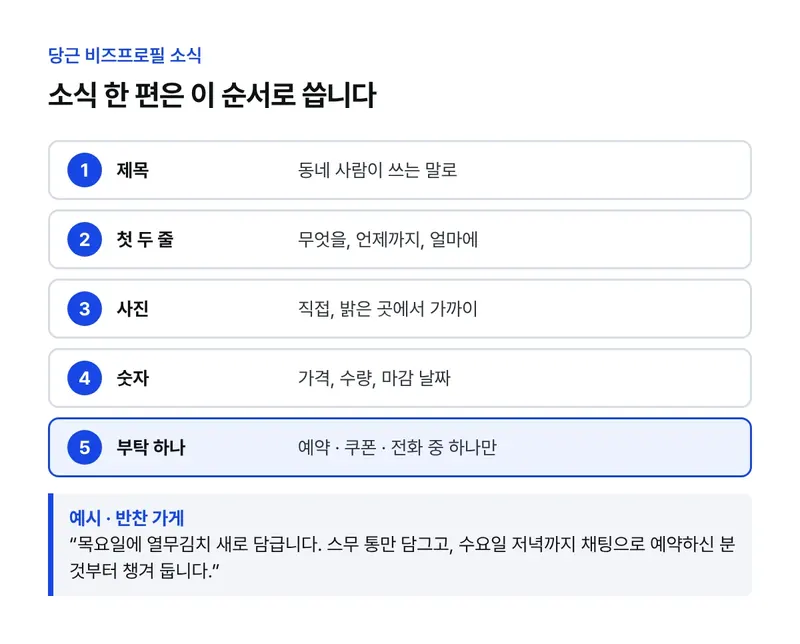 당근 비즈프로필 소식
소식 한 편은 이 순서로 씁니다
1 제목 동네 사람이 쓰는 말로
2 첫 두 줄 무엇을, 언제까지, 얼마에
3 사진 직접, 밝은 곳에서 가까이
4 숫자 가격, 수량, 마감 날짜
5 부탁 하나 예약 · 쿠폰 · 전화 중 하나만
예시 · 반찬 가게
“목요일에 열무김치 새로 담급니다. 스무 통만 담그고, 수요일 저녁까지 채팅으로 예약하신 분
것부터 챙겨 둡니다.”